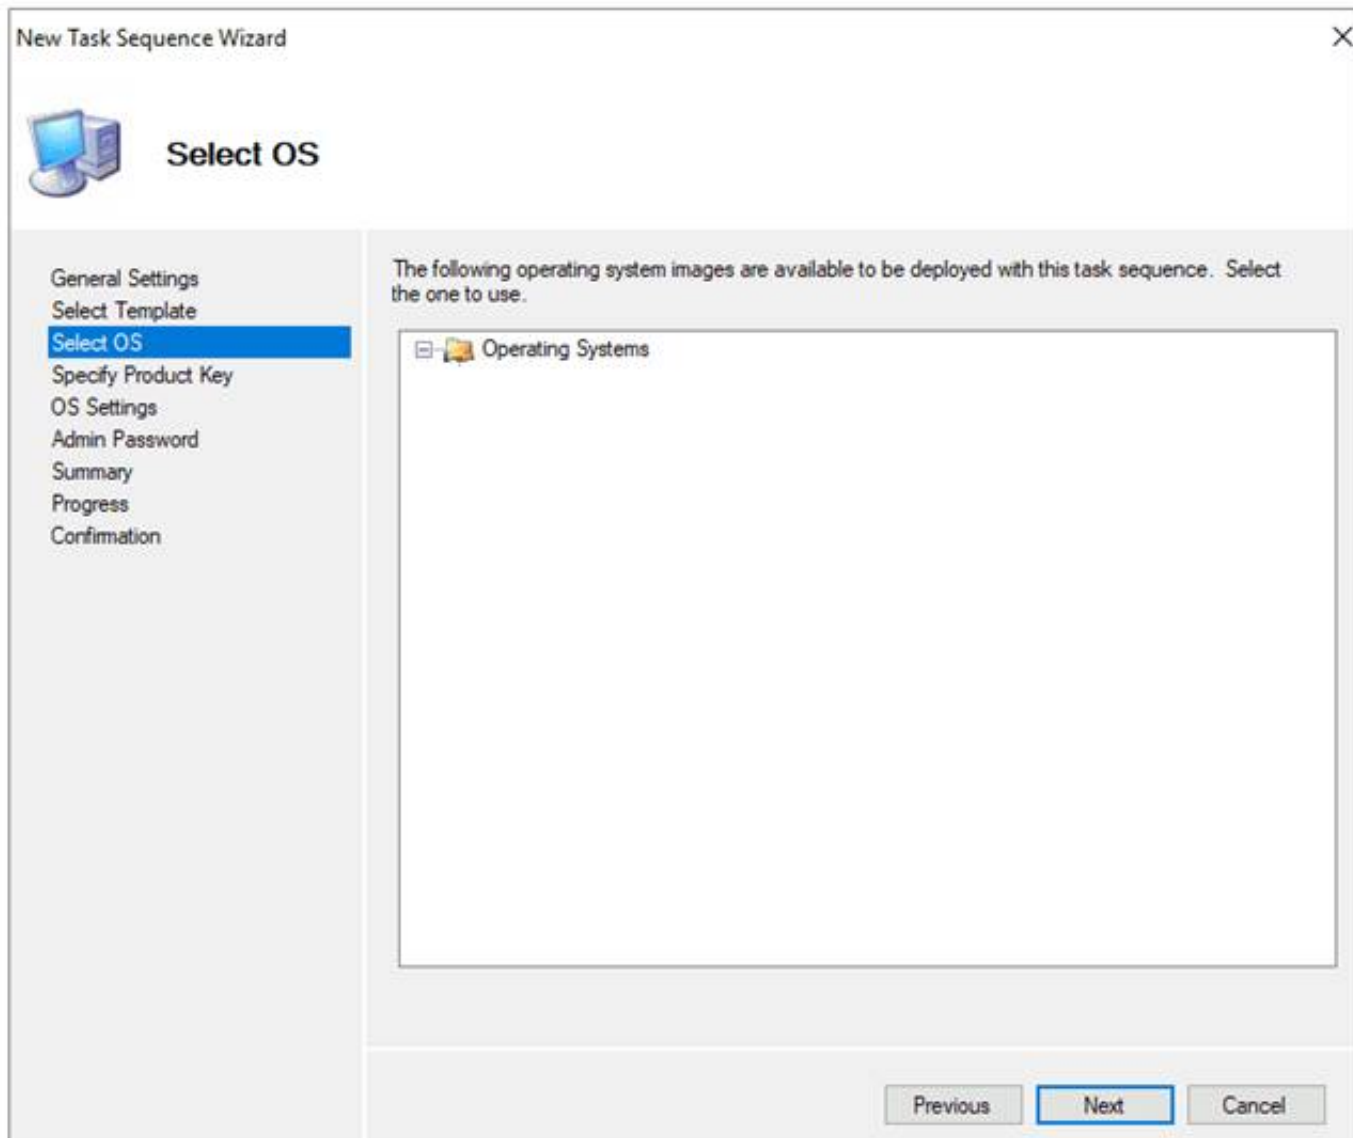 New Task Sequence Wizard
Select OS
General Settings
Select Template
Select OS
Specify Product Key
OS Settings
Admin Password
Summary
Progress
Confirmation
The following operating system images are available to be deployed with this task sequence.  Select
the one to use.
Operating Systems
Previous
Next
Cancel